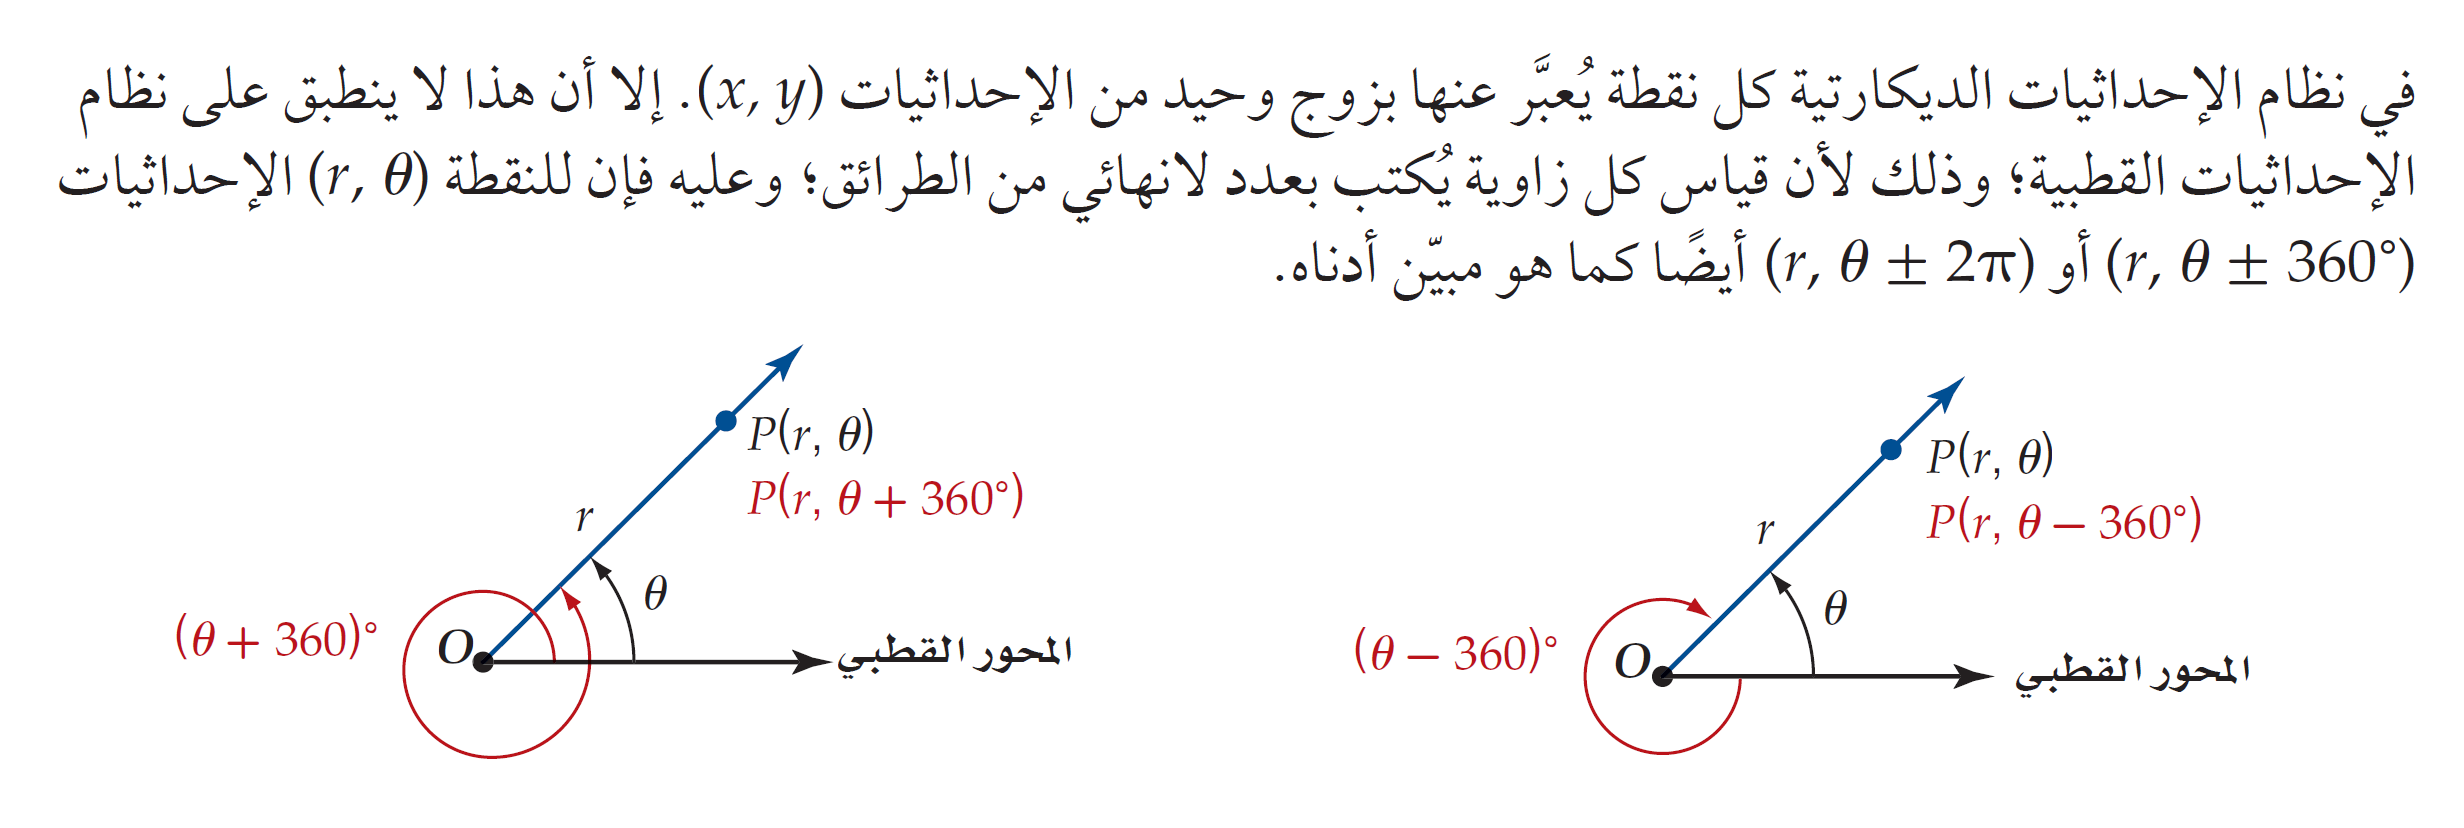 في نظام الإحداثيات الديكارتية كل نقطة يُعبَّر عنها بزوج وحيد من الإحداثيات (x, y). إلا أن هذا لا ينطبق على نظام
الإحداثيات القطبية؛ وذلك لأن قياس كل زاوية يُكتب بعدد لانهائي من الطرائق؛ وعليه فإن للنقطة (r, θ) الإحداثيات
(r, θ ± 360°) أو (r, θ ± 2π) أيضًا كما هو مبيّن أدناه.
P(r, θ)
P(r, θ − 360°)
r
θ
(θ − 360)°
O
المحور القطبي
P(r, θ)
P(r, θ + 360°)
r
θ
(θ + 360)°
O
المحور القطبي